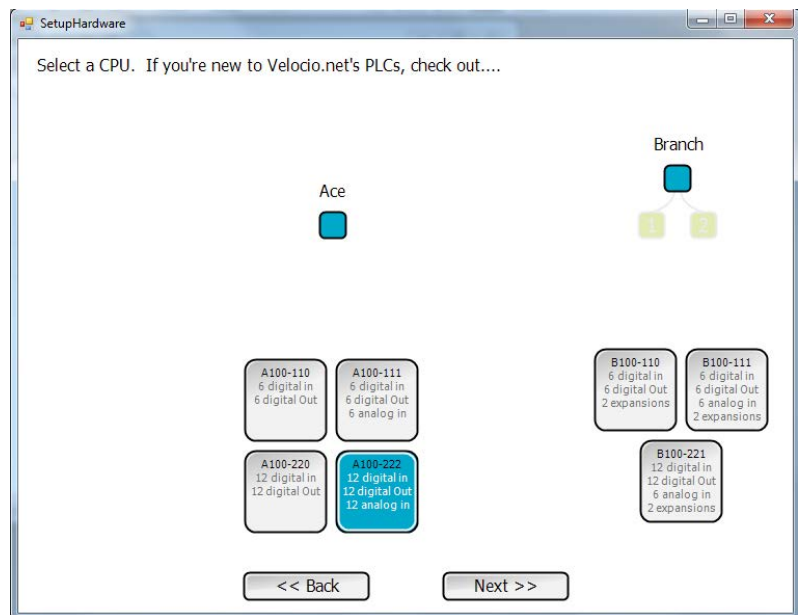 SetupHardware
Select a CPU.  If you're new to Velocio.net's PLCs, check out....
Branch
1
2
Ace
A100-110
6 digital in
6 digital Out
A100-111
6 digital in
6 digital Out
6 analog in
A100-220
12 digital in
12 digital Out
A100-222
12 digital in
12 digital Out
12 analog in
B100-110
6 digital in
6 digital Out
2 expansions
B100-111
6 digital in
6 digital Out
6 analog in
2 expansions
B100-221
12 digital in
12 digital Out
6 analog in
2 expansions
<< Back
Next >>